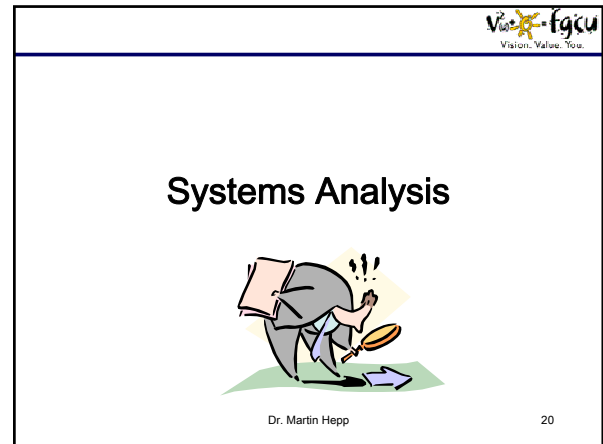 fgcu
Vision. Value. You.
Systems Analysis
!!!
Dr. Martin Hepp
20